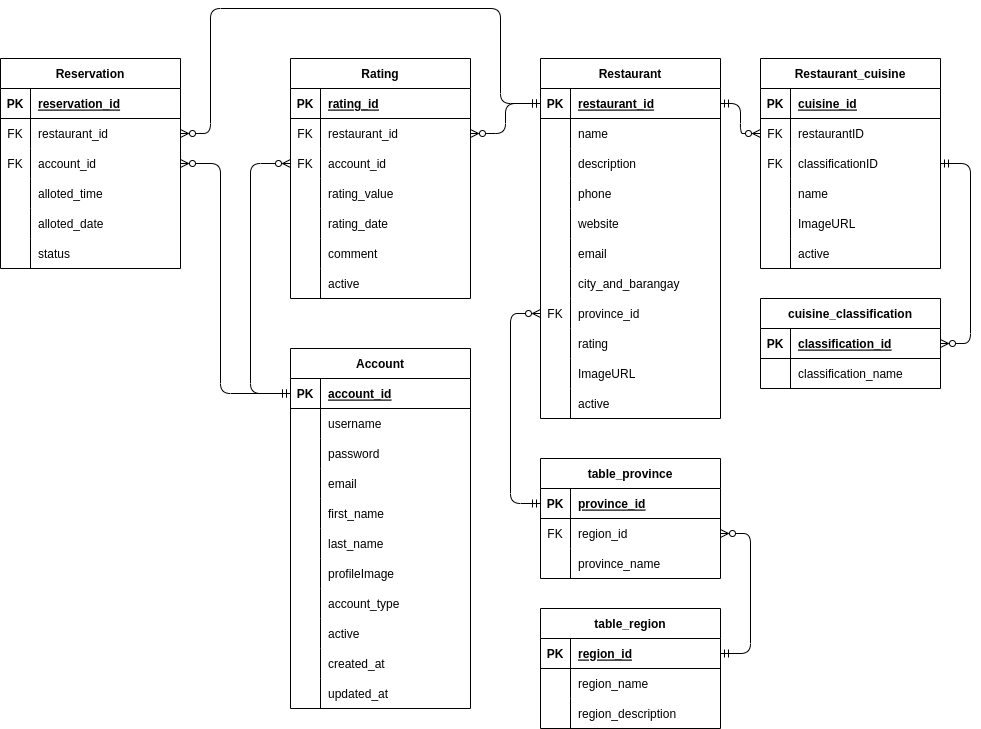 Reservation
PK reservation_id
FK restaurant_id
FK account_id
alloted_time
alloted_date
status
Rating
PK rating_id
FK restaurant_id
FK account_id
rating_value
rating_date
comment
active
Restaurant
PK restaurant_id
name
description
phone
website
email
city_and_barangay
FK province_id
rating
ImageURL
active
Restaurant_cuisine
PK cuisine_id
FK restaurantID
FK classificationID
name
ImageURL
active
cuisine_classification
PK classification_id
classification_name
Account
PK account_id
username
password
email
first_name
last_name
profileImage
account_type
active
created_at
updated_at
table_province
PK province_id
FK region_id
province_name
table_region
PK region_id
region_name
region_description